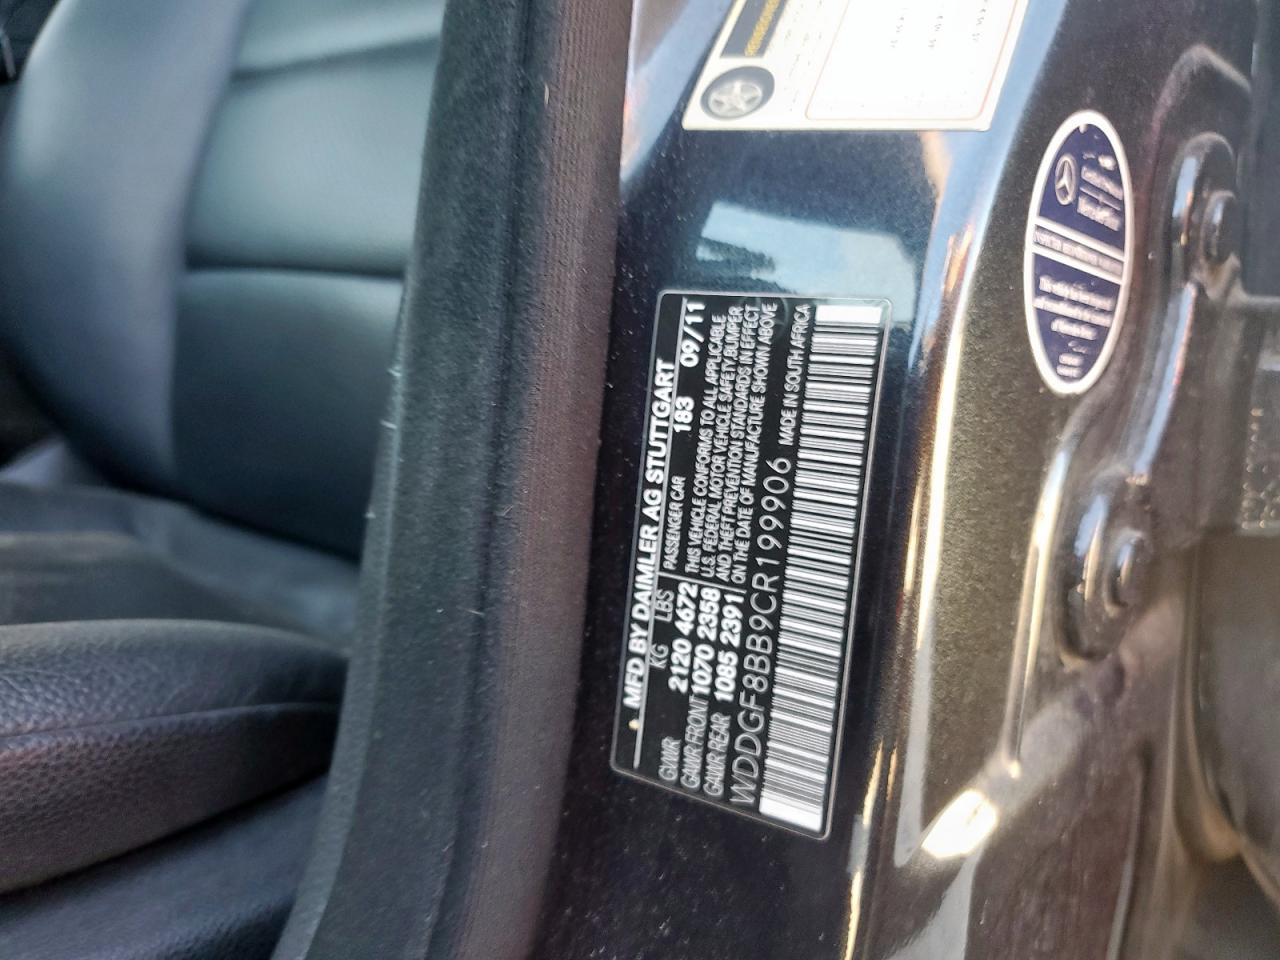 MFD BY DAIMLER AG STUTTGART
KG LBS PASSENGER CAR 183 09/11
GVWR 2120 4672
GAWR FRONT 1070 2358
GAWR REAR 1085 2391
THIS VEHICLE CONFORMS TO ALL APPLICABLE
U.S. FEDERAL MOTOR VEHICLE SAFETY, BUMPER
AND THEFT PREVENTION STANDARDS IN EFFECT
ON THE DATE OF MANUFACTURE SHOWN ABOVE
WDDGF8BB9CR199906 MADE IN SOUTH AFRICA